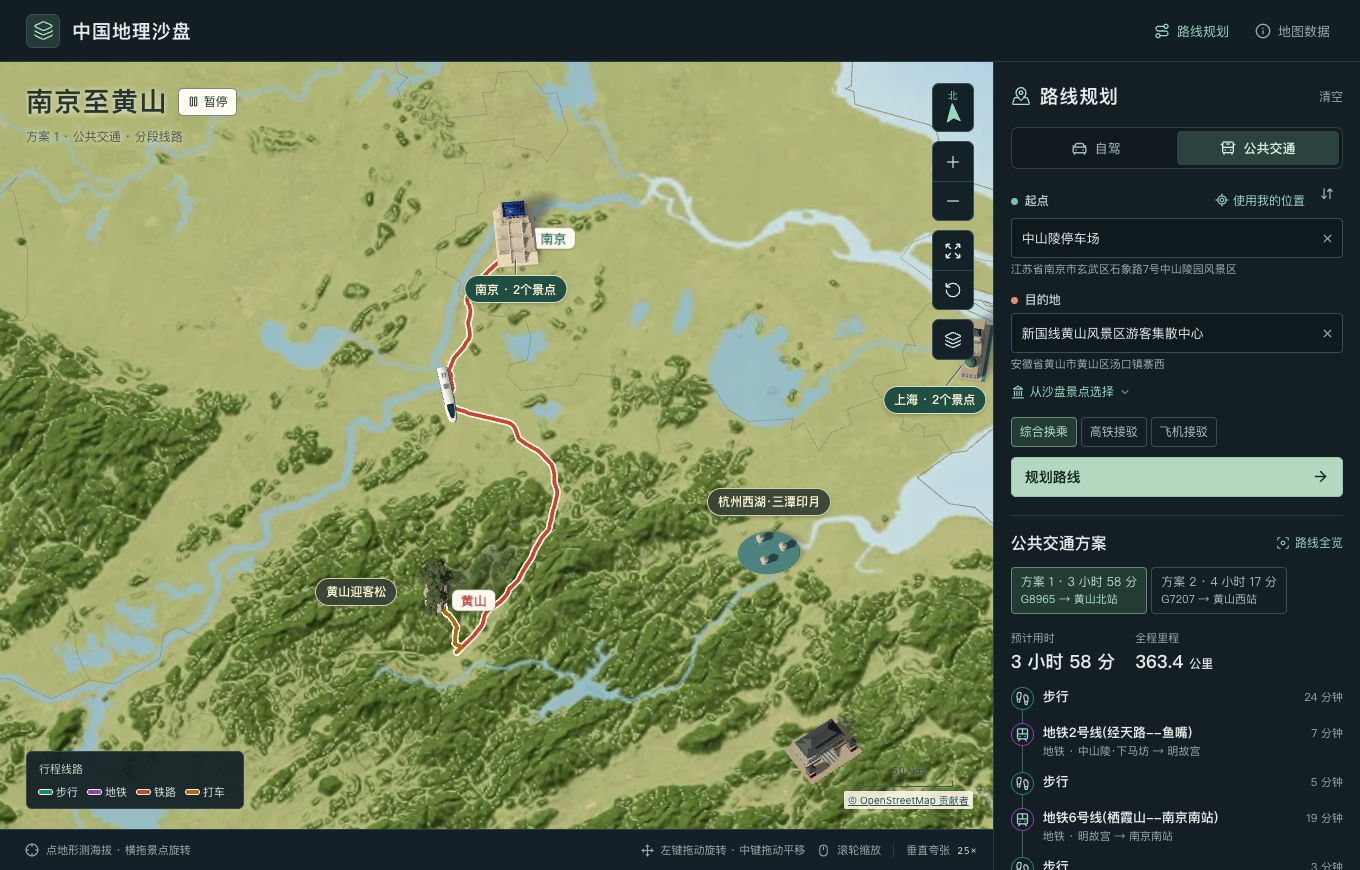 中国地理沙盘
路线规划
地图数据
南京至黄山
暂停
方案 1 · 公共交通 · 分段线路
北
南京
南京 · 2个景点
上海 · 2个景点
杭州西湖·三潭印月
黄山迎客松
黄山
行程线路
步行 地铁 铁路 打车
© OpenStreetMap 贡献者
点地形测海拔 · 横拖景点旋转
左键拖动旋转 · 中键拖动平移
滚轮缩放
垂直夸张 25×
路线规划
清空
自驾
公共交通
起点
使用我的位置
中山陵停车场
江苏省南京市玄武区石象路7号中山陵园风景区
目的地
新国线黄山风景区游客集散中心
安徽省黄山市黄山区汤口镇寨西
从沙盘景点选择
综合换乘
高铁接驳
飞机接驳
规划路线
公共交通方案
路线全览
方案 1 · 3 小时 58 分
G8965 → 黄山北站
方案 2 · 4 小时 17 分
G7207 → 黄山西站
预计用时
3 小时 58 分
全程里程
363.4 公里
步行
24 分钟
地铁2号线(经天路--鱼嘴)
7 分钟
地铁 · 中山陵·下马坊 → 明故宫
步行
5 分钟
地铁6号线(栖霞山--南京南站)
19 分钟
地铁 · 明故宫 → 南京南站
步行
3 分钟